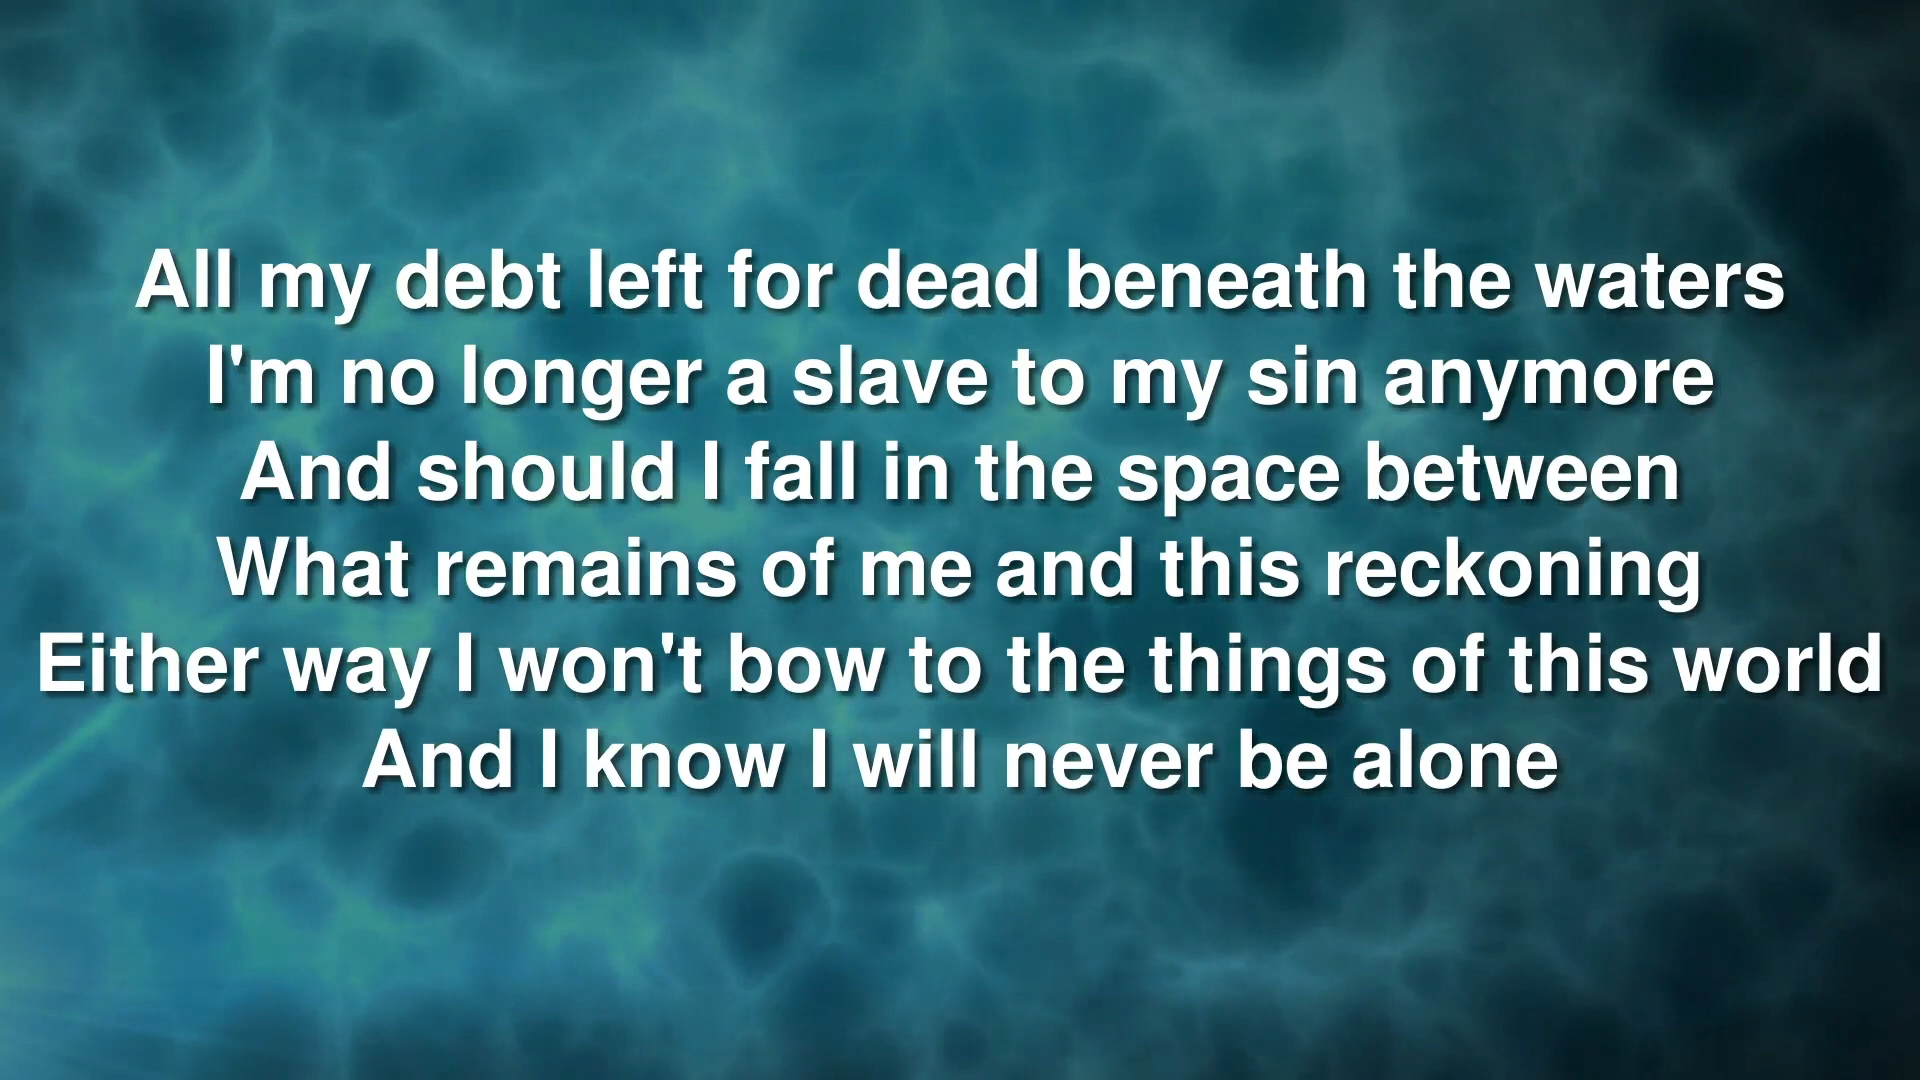 All my debt left for dead beneath the waters
I'm no longer a slave to my sin anymore
And should I fall in the space between
What remains of me and this reckoning
Either way I won't bow to the things of this world
And I know I will never be alone